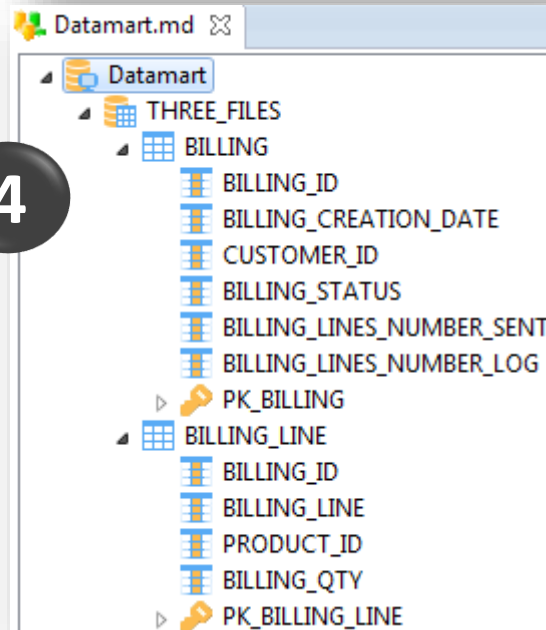 Datamart.md
Datamart
THREE_FILES
BILLING
4
BILLING_ID
BILLING_CREATION_DATE
CUSTOMER_ID
BILLING_STATUS
BILLING_LINES_NUMBER_SENT
BILLING_LINES_NUMBER_LOG
PK_BILLING
BILLING_LINE
BILLING_ID
BILLING_LINE
PRODUCT_ID
BILLING_QTY
PK_BILLING_LINE